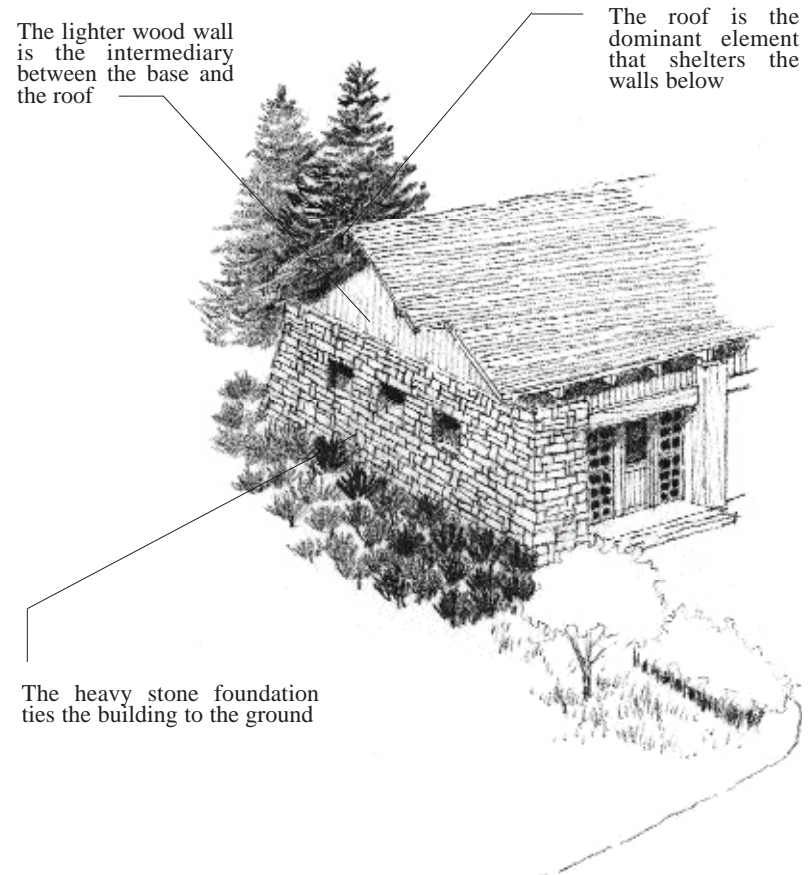 The lighter wood wall
is the intermediary
between the base and
the roof
The roof is the
dominant element
that shelters the
walls below
The heavy stone foundation
ties the building to the ground